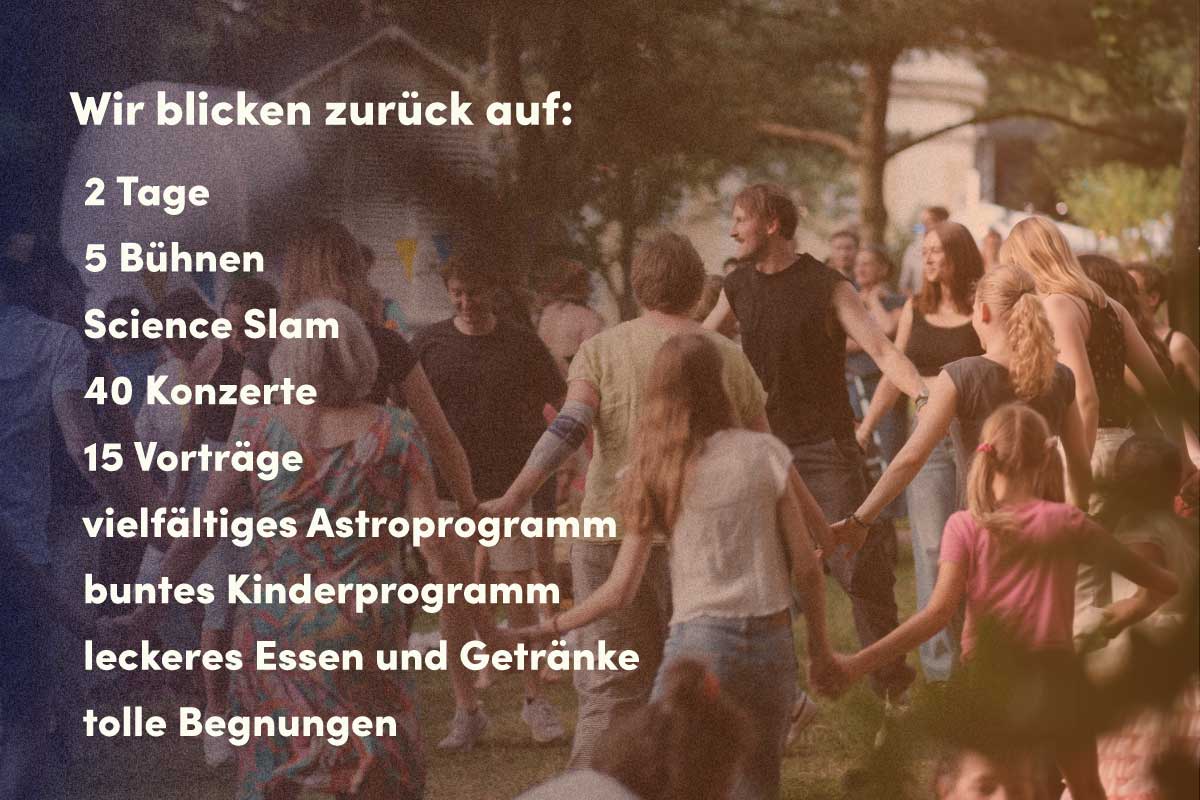 Wir blicken zurück auf:
2 Tage
5 Bühnen
Science Slam
40 Konzerte
15 Vorträge
vielfältiges Astroprogramm
buntes Kinderprogramm
leckeres Essen und Getränke
tolle Begnungen